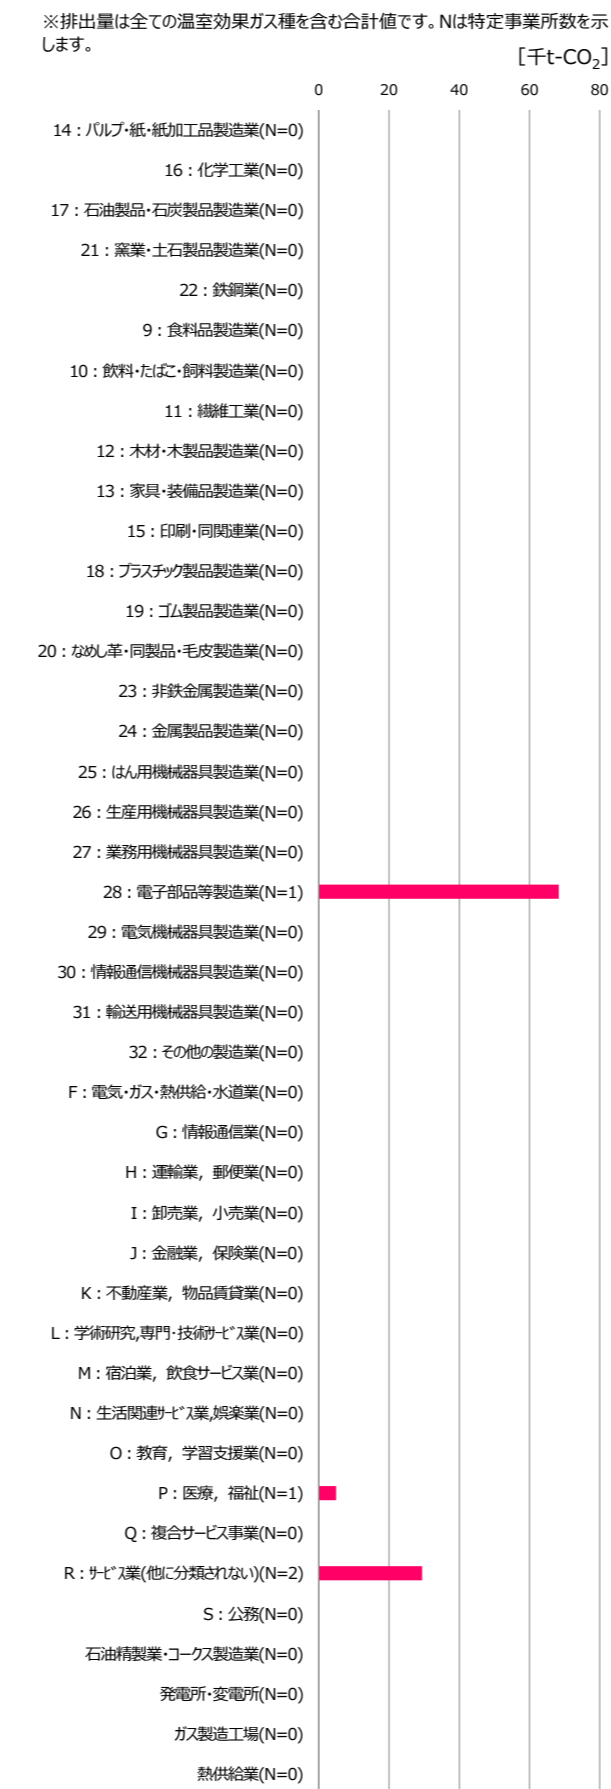 ※排出量は全ての温室効果ガス種を含む合計値です。Nは特定事業所数を示
します。
[千t-CO₂]
0 20 40 60 80
14：パルプ・紙・紙加工品製造業(N=0)
16：化学工業(N=0)
17：石油製品・石炭製品製造業(N=0)
21：窯業・土石製品製造業(N=0)
22：鉄鋼業(N=0)
9：食料品製造業(N=0)
10：飲料・たばこ・飼料製造業(N=0)
11：繊維工業(N=0)
12：木材・木製品製造業(N=0)
13：家具・装備品製造業(N=0)
15：印刷・同関連業(N=0)
18：プラスチック製品製造業(N=0)
19：ゴム製品製造業(N=0)
20：なめし革・同製品・毛皮製造業(N=0)
23：非鉄金属製造業(N=0)
24：金属製品製造業(N=0)
25：はん用機械器具製造業(N=0)
26：生産用機械器具製造業(N=0)
27：業務用機械器具製造業(N=0)
28：電子部品等製造業(N=1)
29：電気機械器具製造業(N=0)
30：情報通信機械器具製造業(N=0)
31：輸送用機械器具製造業(N=0)
32：その他の製造業(N=0)
F：電気・ガス・熱供給・水道業(N=0)
G：情報通信業(N=0)
H：運輸業，郵便業(N=0)
I：卸売業，小売業(N=0)
J：金融業，保険業(N=0)
K：不動産業，物品賃貸業(N=0)
L：学術研究,専門・技術ｻｰﾋﾞｽ業(N=0)
M：宿泊業，飲食サービス業(N=0)
N：生活関連ｻｰﾋﾞｽ業,娯楽業(N=0)
O：教育，学習支援業(N=0)
P：医療，福祉(N=1)
Q：複合サービス事業(N=0)
R：ｻｰﾋﾞｽ業(他に分類されない)(N=2)
S：公務(N=0)
石油精製業・コークス製造業(N=0)
発電所・変電所(N=0)
ガス製造工場(N=0)
熱供給業(N=0)